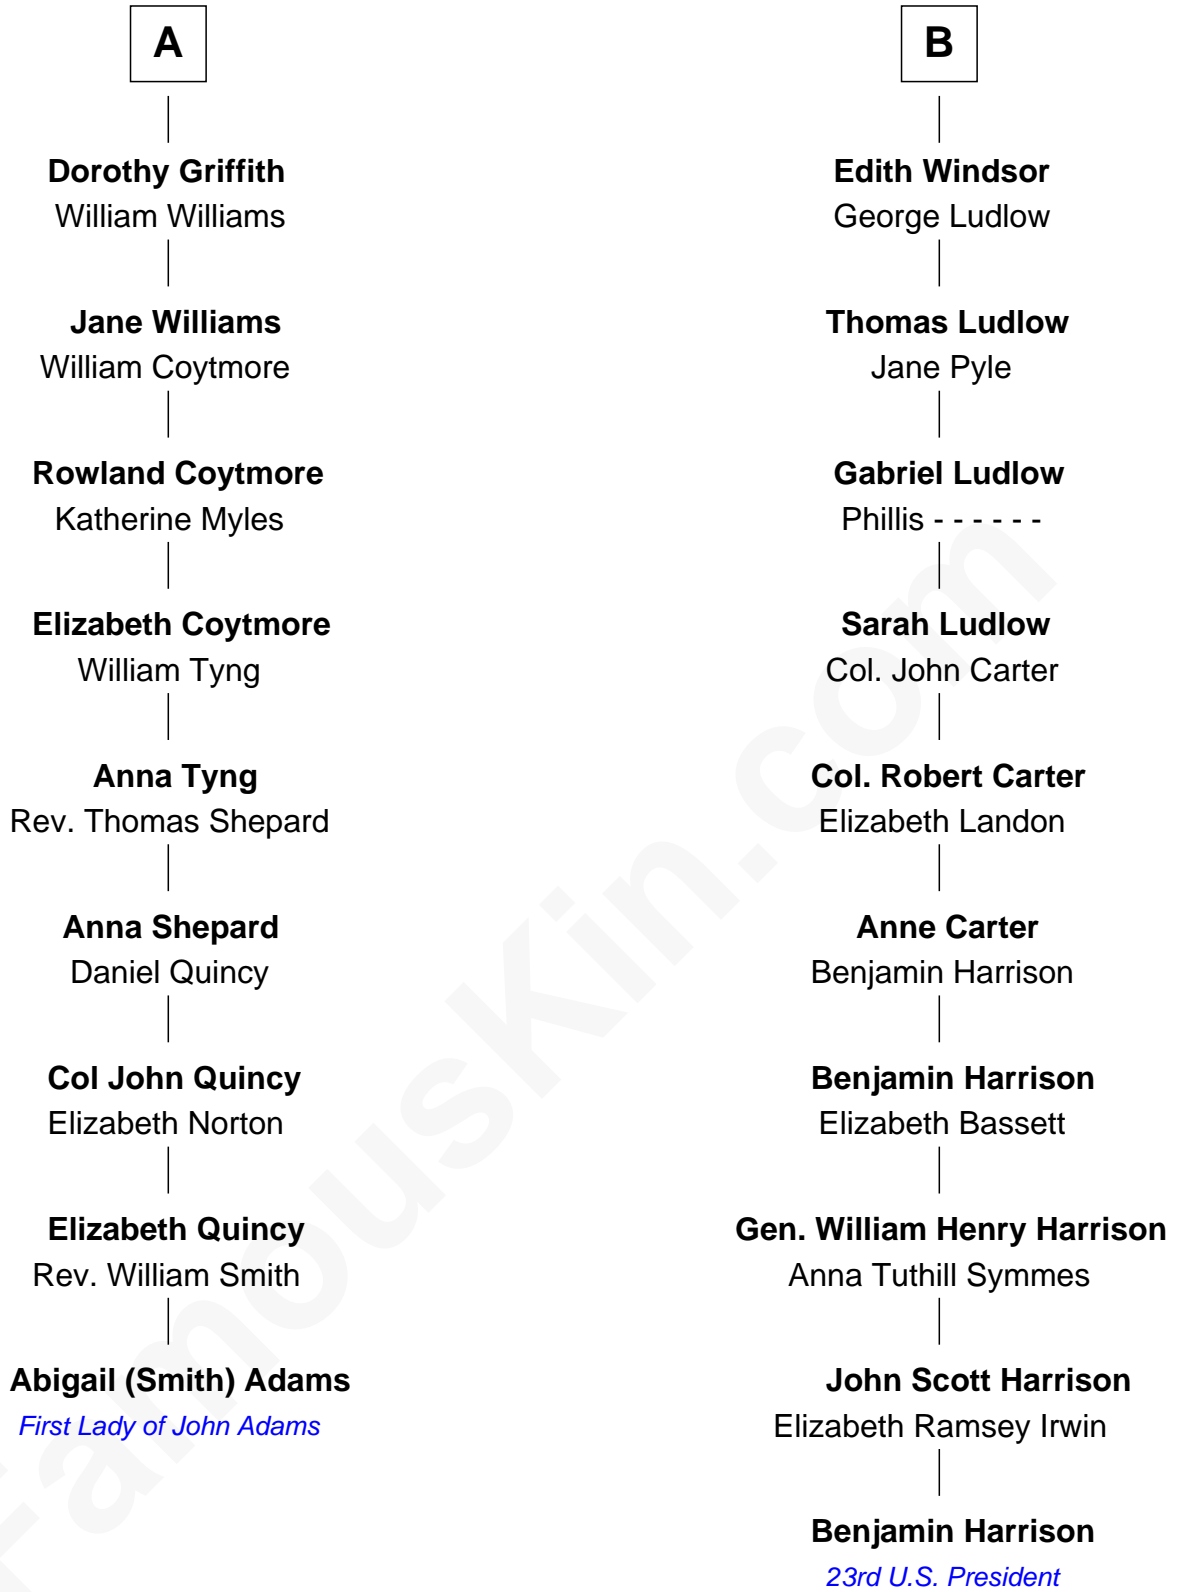 A
Dorothy Griffith
William Williams
Jane Williams
William Coytmore
Rowland Coytmore
Katherine Myles
Elizabeth Coytmore
William Tyng
Anna Tyng
Rev. Thomas Shepard
Anna Shepard
Daniel Quincy
Col John Quincy
Elizabeth Norton
Elizabeth Quincy
Rev. William Smith
Abigail (Smith) Adams
First Lady of John Adams
B
Edith Windsor
George Ludlow
Thomas Ludlow
Jane Pyle
Gabriel Ludlow
Phillis - - - - - -
Sarah Ludlow
Col. John Carter
Col. Robert Carter
Elizabeth Landon
Anne Carter
Benjamin Harrison
Benjamin Harrison
Elizabeth Bassett
Gen. William Henry Harrison
Anna Tuthill Symmes
John Scott Harrison
Elizabeth Ramsey Irwin
Benjamin Harrison
23rd U.S. President
FamousKin.com